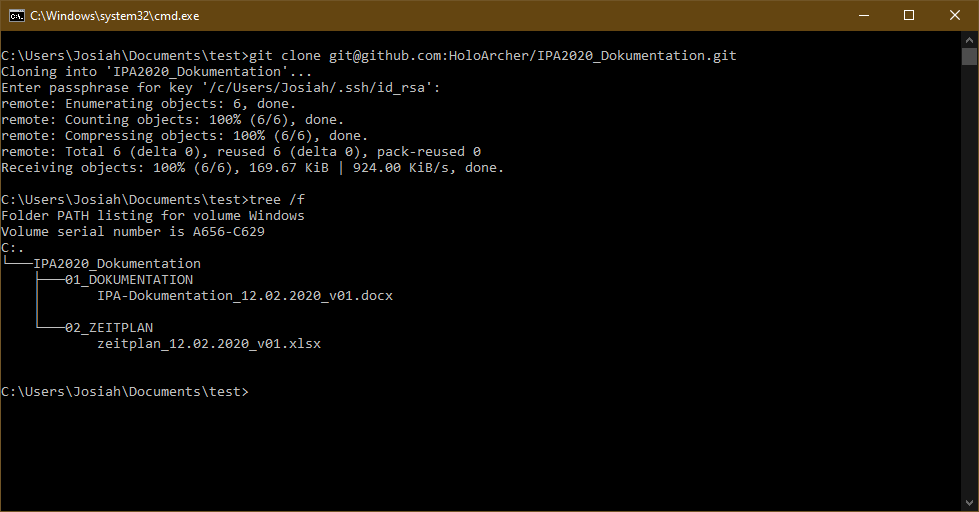 C:\Windows\system32\cmd.exe
C:\Users\Josiah\Documents\test>git clone git@github.com:HoloArcher/IPA2020_Dokumentation.git
Cloning into 'IPA2020_Dokumentation'...
Enter passphrase for key '/c/Users/Josiah/.ssh/id_rsa':
remote: Enumerating objects: 6, done.
remote: Counting objects: 100% (6/6), done.
remote: Compressing objects: 100% (6/6), done.
remote: Total 6 (delta 0), reused 6 (delta 0), pack-reused 0
Receiving objects: 100% (6/6), 169.67 KiB | 924.00 KiB/s, done.
C:\Users\Josiah\Documents\test>tree /f
Folder PATH listing for volume Windows
Volume serial number is A656-C629
C:.
└───IPA2020_Dokumentation
    ├───01_DOKUMENTATION
    │       IPA-Dokumentation_12.02.2020_v01.docx
    │
    └───02_ZEITPLAN
            zeitplan_12.02.2020_v01.xlsx
C:\Users\Josiah\Documents\test>